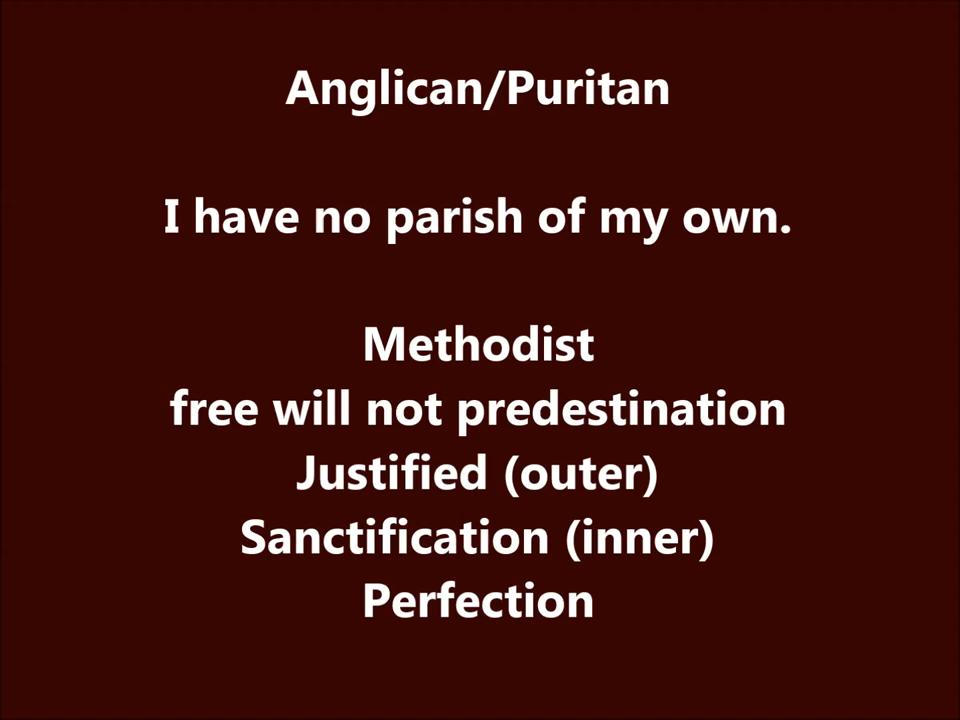 Anglican/Puritan
I have no parish of my own.
Methodist
free will not predestination
Justified (outer)
Sanctification (inner)
Perfection